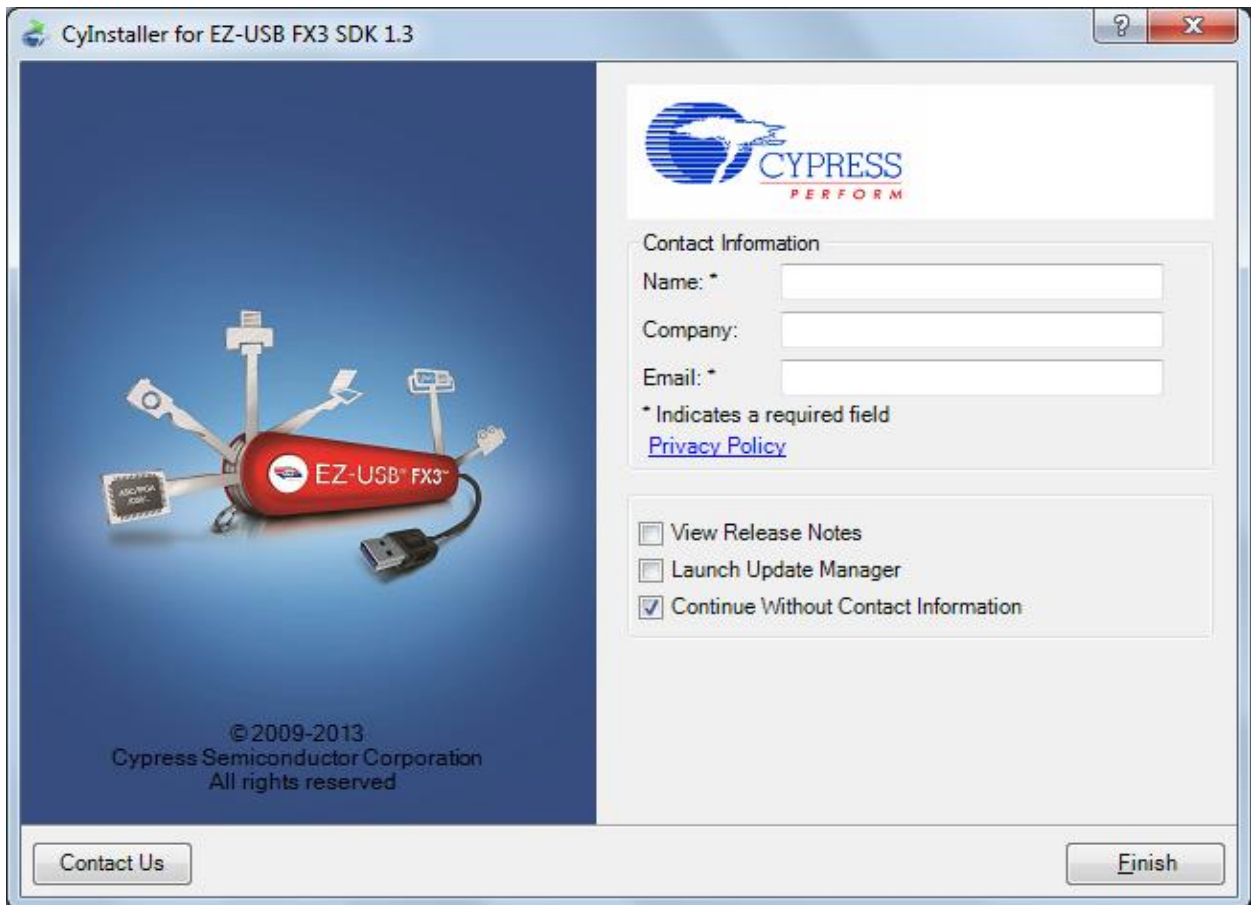 CyInstaller for EZ-USB FX3 SDK 1.3
CYPRESS
PERFORM
Contact Information
Name: *
Company:
Email: *
* Indicates a required field
Privacy Policy
EZ-USB™ FX3™
View Release Notes
Launch Update Manager
Continue Without Contact Information
©2009-2013
Cypress Semiconductor Corporation
All rights reserved
Contact Us
Finish